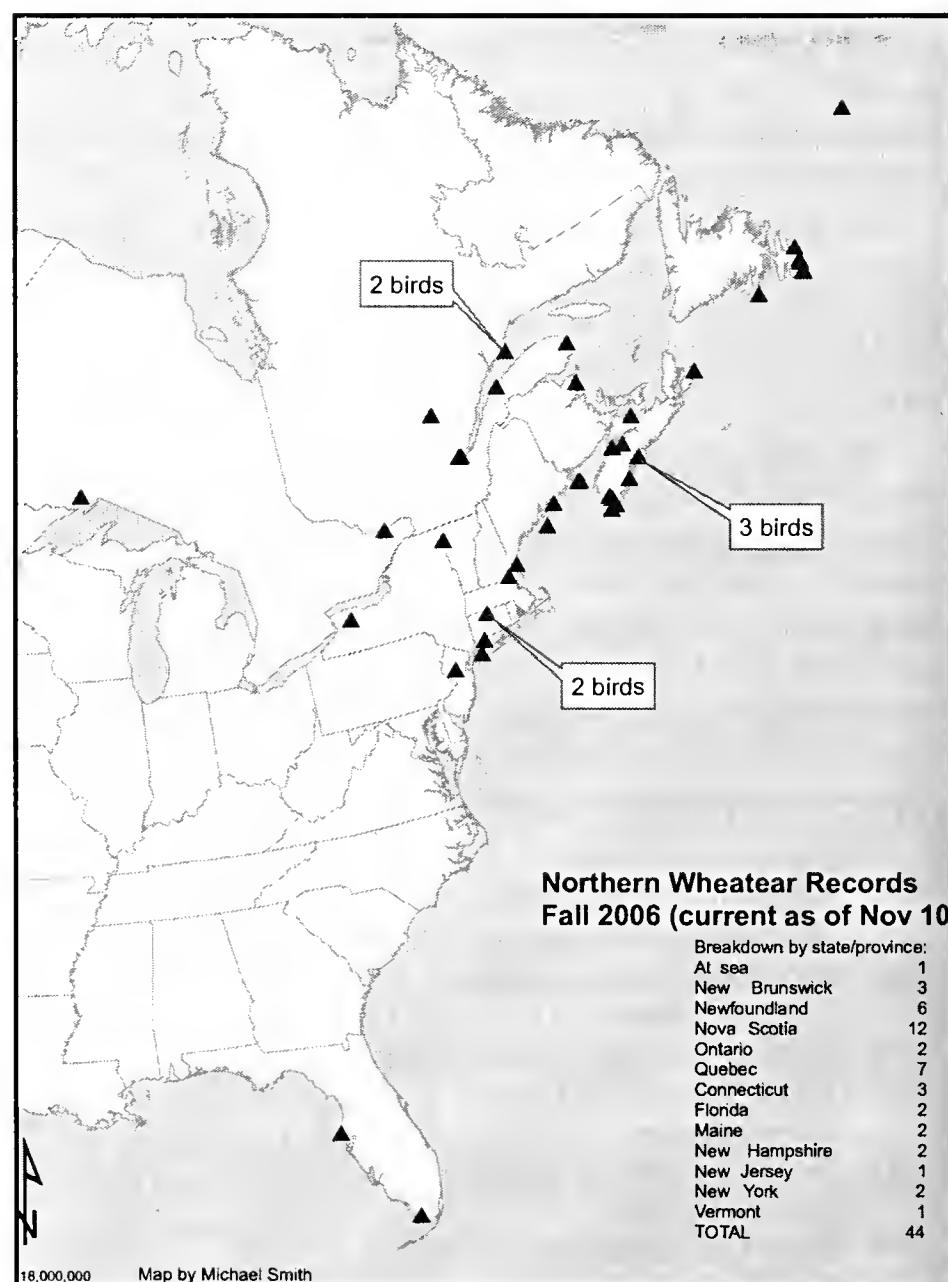 2 birds
3 birds
2 birds
Northern Wheatear Records
Fall 2006 (current as of Nov 10
Breakdown by state/province:
At sea 1
New Brunswick 3
Newfoundland 6
Nova Scotia 12
Ontario 2
Quebec 7
Connecticut 3
Florida 2
Maine 2
New Hampshire 2
New Jersey 1
New York 2
Vermont 1
TOTAL 44
N
18,000,000 Map by Michael Smith